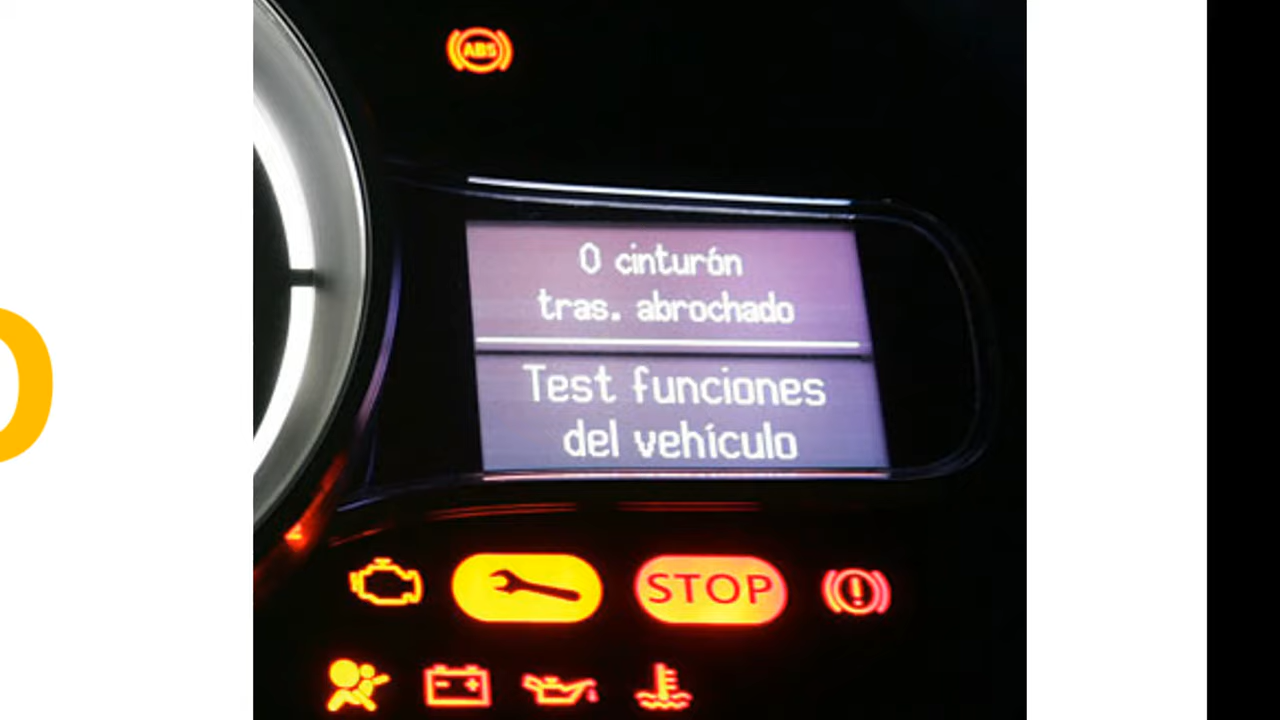 ABS
0 cinturón
tras. abrochado
Test funciones
del vehículo
STOP